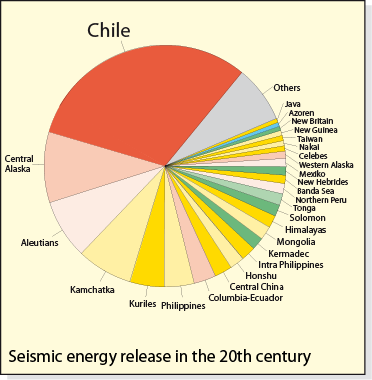 Chile
Others
Java
Azoren
New Britain
New Guinea
Taiwan
Nakai
Celebes
Western Alaska
Mexiko
New Hebrides
Banda Sea
Northern Peru
Tonga
Solomon
Himalayas
Mongolia
Kermadec
Intra Philippines
Honshu
Central China
Columbia-Ecuador
Philippines
Kuriles
Kamchatka
Aleutians
Central
Alaska
Seismic energy release in the 20th century